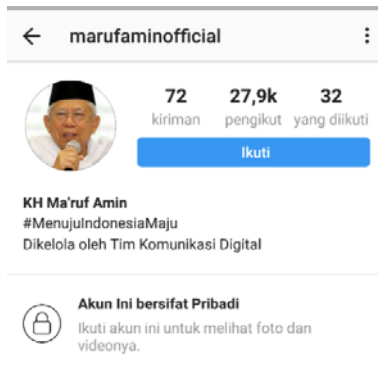 marufaminofficial
72 27,9k 32
kiriman pengikut yang diikuti
Ikuti
KH Ma'ruf Amin
#MenujuIndonesiaMaju
Dikelola oleh Tim Komunikasi Digital
Akun Ini bersifat Pribadi
Ikuti akun ini untuk melihat foto dan
videonya.